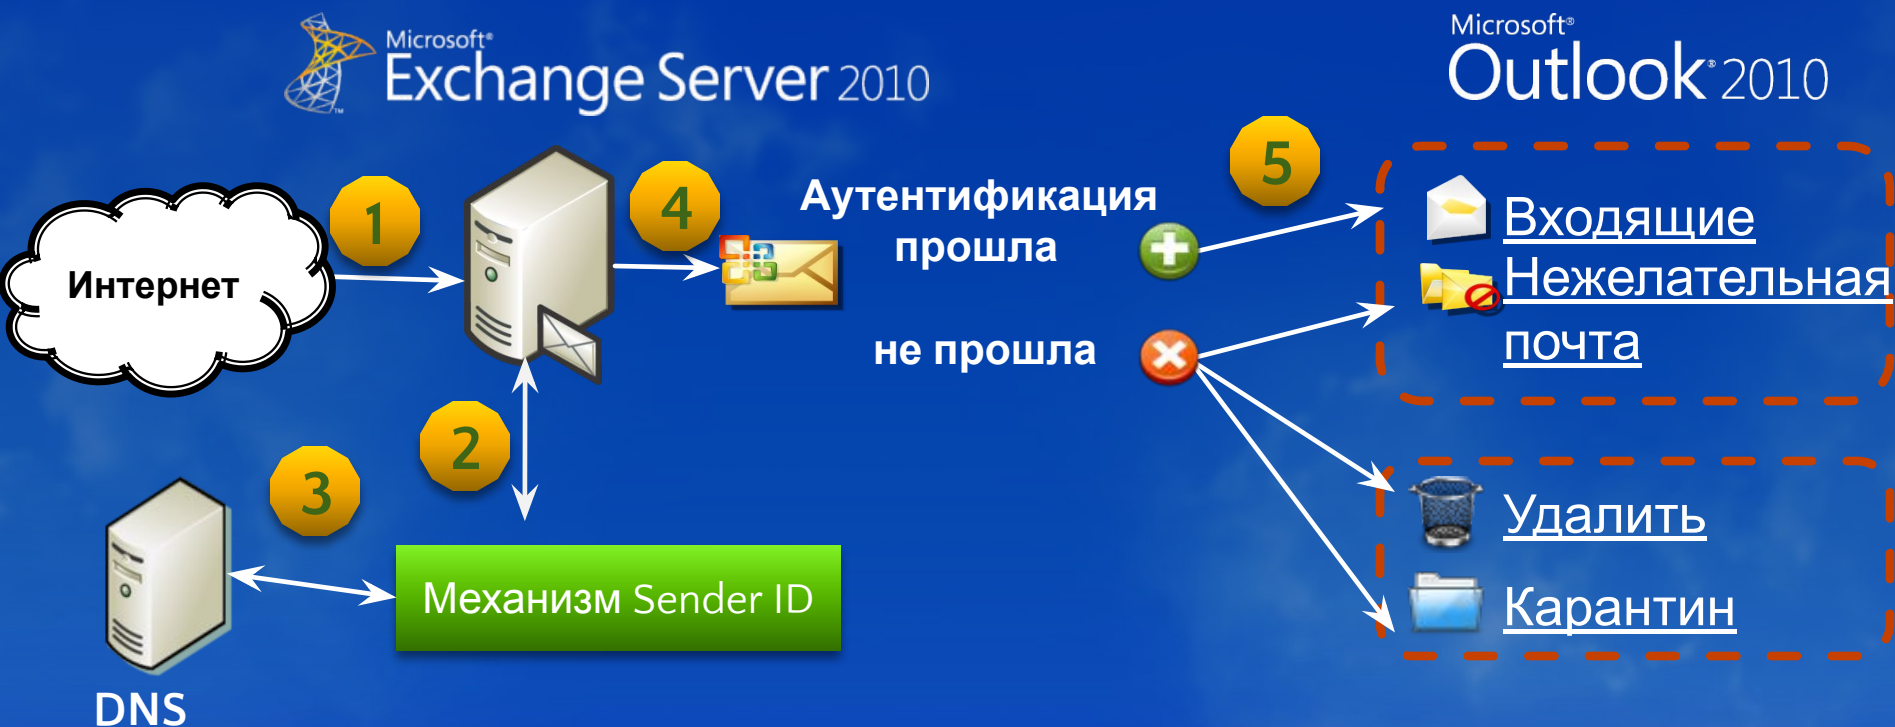 Microsoft®
Exchange Server 2010
Microsoft®
Outlook® 2010
1
4
5
Аутентификация
прошла
Интернет
не прошла
Входящие
Нежелательная
почта
2
3
Механизм Sender ID
DNS
Удалить
Карантин